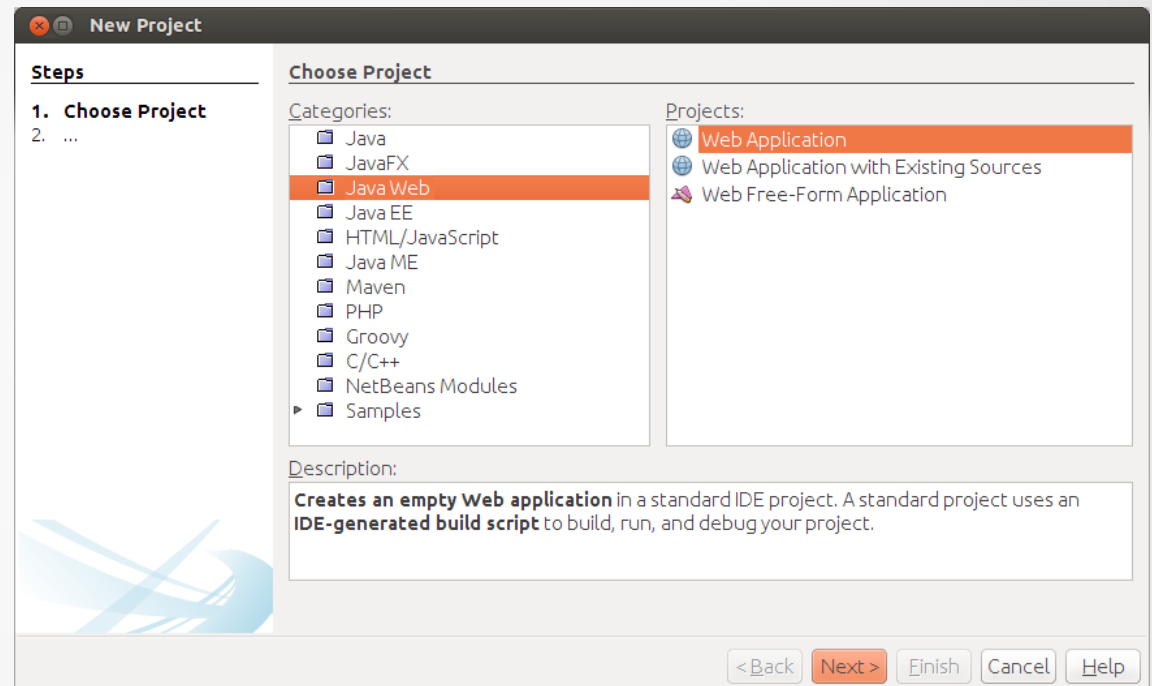 New Project
Steps
1. Choose Project
2. ...
Choose Project
Categories:
Java
JavaFX
Java Web
Java EE
HTML/JavaScript
Java ME
Maven
PHP
Groovy
C/C++
NetBeans Modules
Samples
Projects:
Web Application
Web Application with Existing Sources
Web Free-Form Application
Description:
Creates an empty Web application in a standard IDE project. A standard project uses an
IDE-generated build script to build, run, and debug your project.
< Back Next > Finish Cancel Help